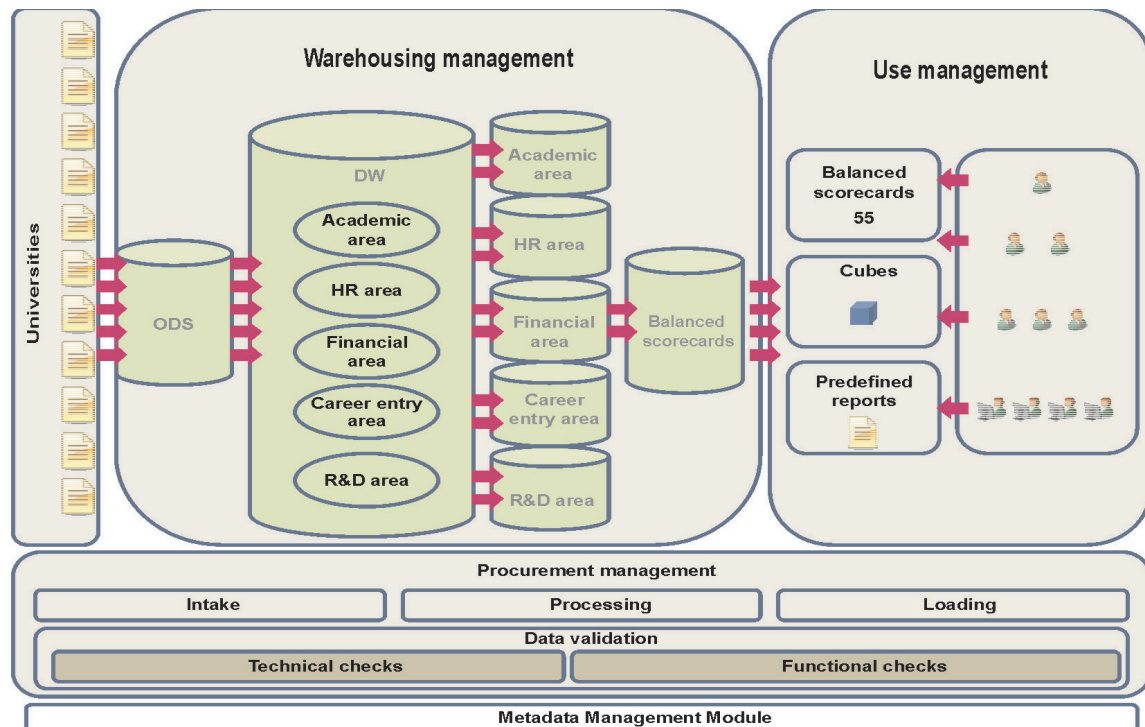 Universities
Warehousing management
ODS
DW
Academic
area
HR area
Financial
area
Career entry
area
R&D area
Academic
area
HR area
Financial
area
Career
entry area
R&D area
Balanced
scorecards
Use management
Balanced
scorecards
55
Cubes
Predefined
reports
Procurement management
Intake
Processing
Loading
Data validation
Technical checks
Functional checks
Metadata Management Module